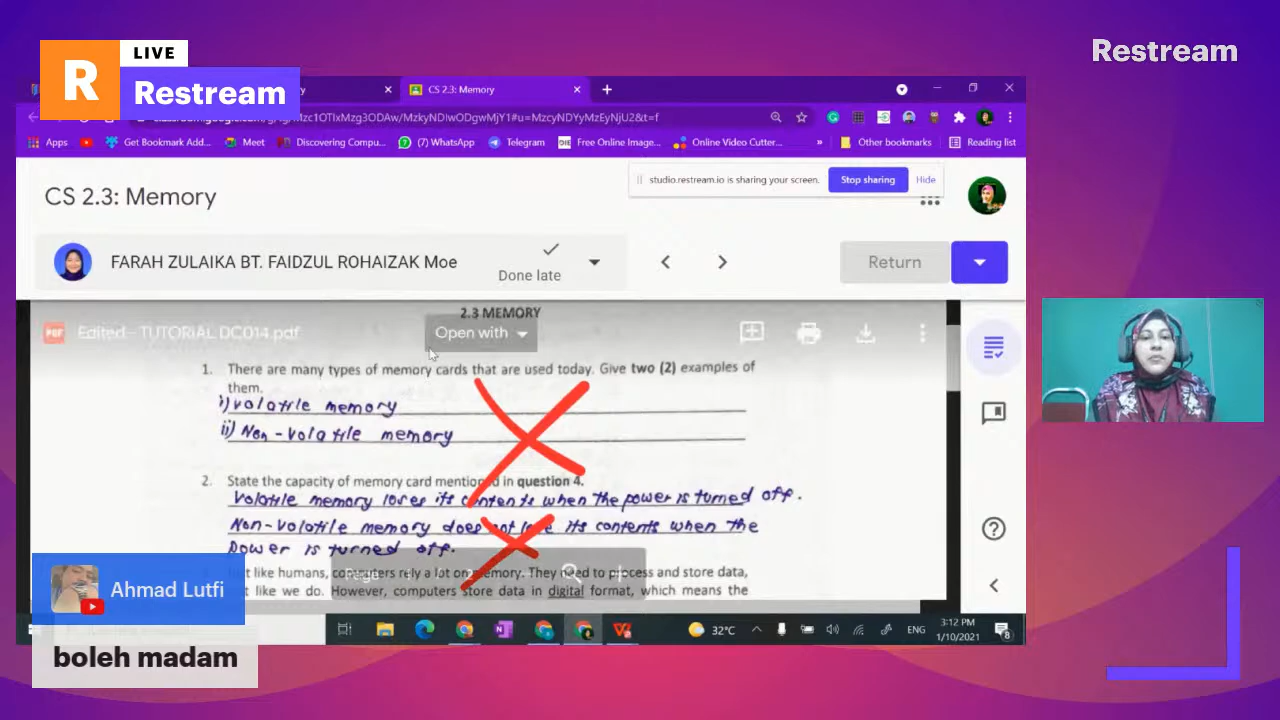 LIVE
R
Restream
Restream
CS 2.3: Memory
Apps
Get Bookmark Add...
Meet
Discovering Compu...
(7) WhatsApp
Telegram
Free Online Image...
Online Video Cutter...
»
Other bookmarks
Reading list
studio.restream.io is sharing your screen.
Stop sharing
Hide
CS 2.3: Memory
FARAH ZULAIKA BT. FAIDZUL ROHAIZAK Moe
Done late
Return
2.3 MEMORY
PDF
Edited - TUTORIAL DC014.pdf
Open with
1. There are many types of memory cards that are used today. Give two (2) examples of
them.
i) volatile memory
ii) Non-volatile memory
2. State the capacity of memory card mentioned in question 4.
Volatile memory loses its contents when the power is turned off.
Non-volatile memory does not lose its contents when the
power is turned off.
like humans, computers rely a lot on memory. They need to process and store data,
like we do. However, computers store data in digital format, which means the
Page
Ahmad Lutfi
boleh madam
32°C
ENG
3:12 PM
1/10/2021
8